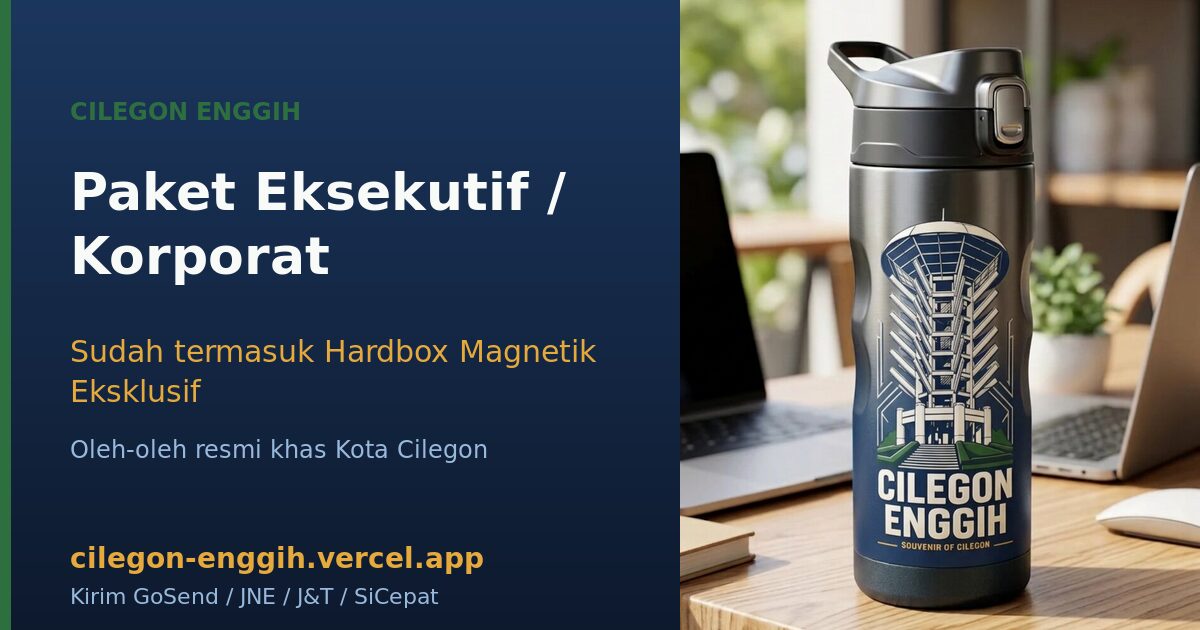 CILEGON ENGGIH
Paket Eksekutif /
Korporat
Sudah termasuk Hardbox Magnetik
Eksklusif
Oleh-oleh resmi khas Kota Cilegon
cilegon-enggih.vercel.app
Kirim GoSend / JNE / J&T / SiCepat
CILEGON
ENGGIH
SOUVENIR OF CILEGON